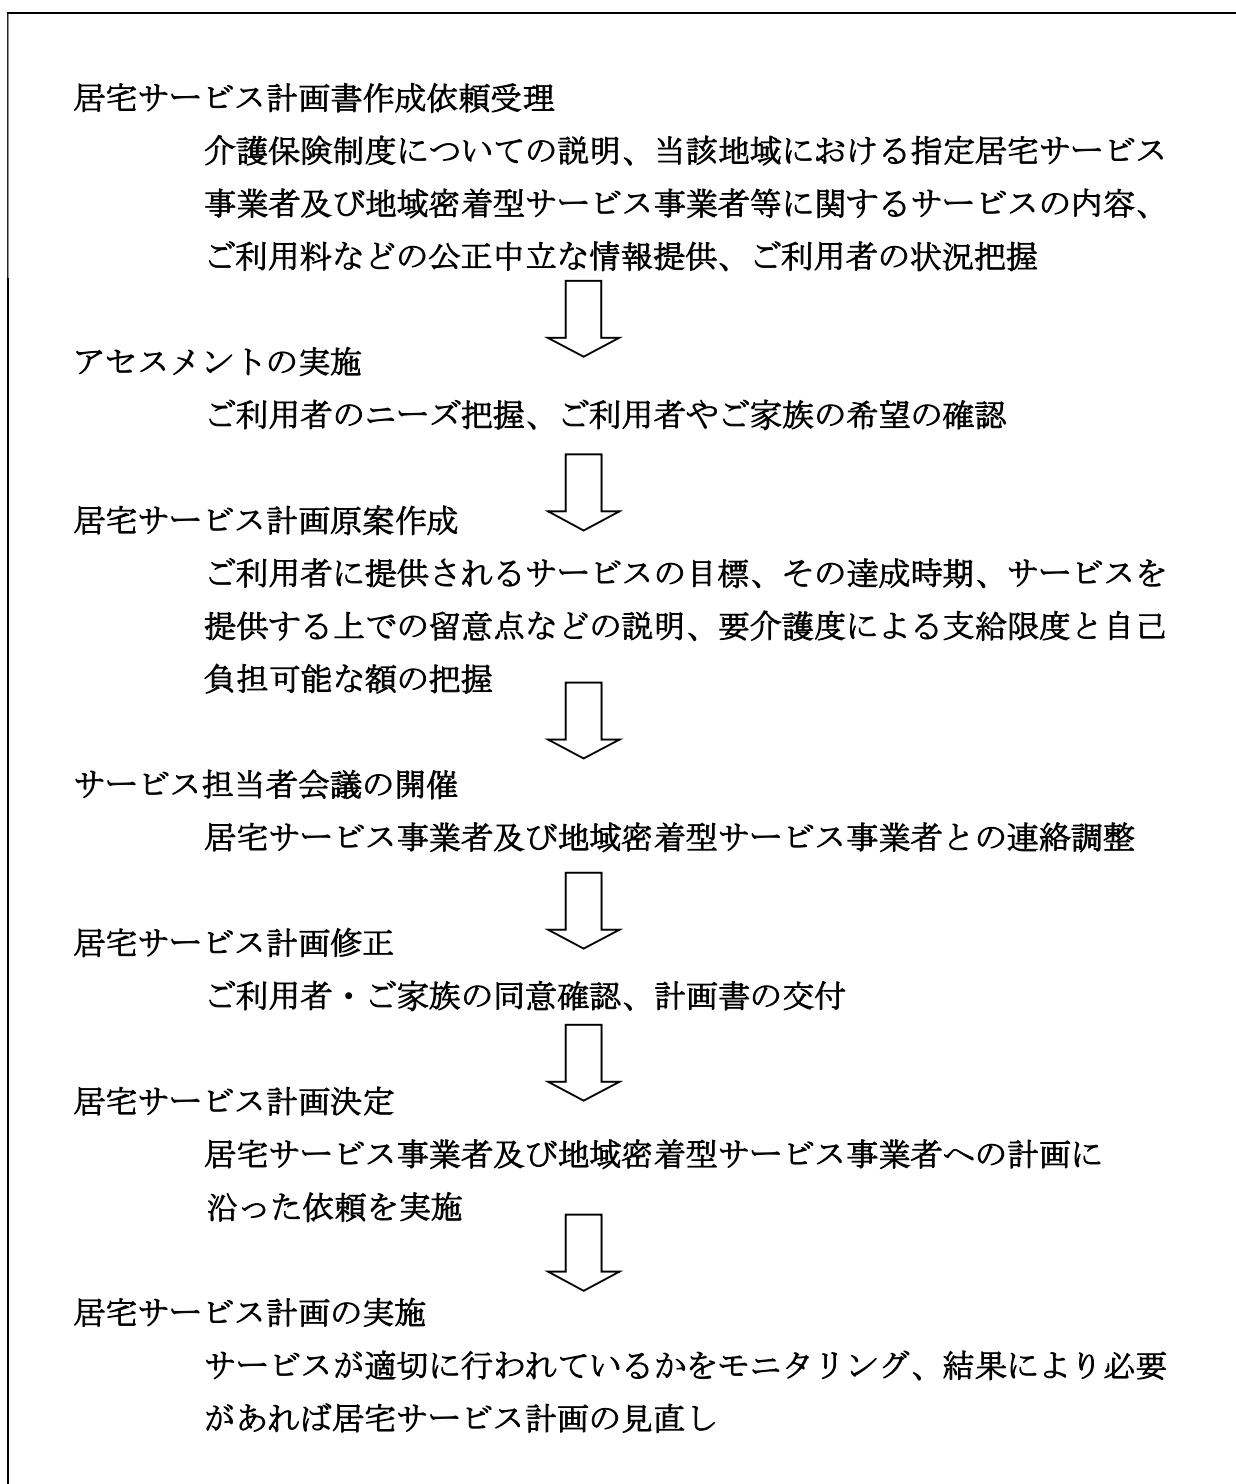 居宅サービス計画書作成依頼受理
介護保険制度についての説明、当該地域における指定居宅サービス
事業者及び地域密着型サービス事業者等に関するサービスの内容、
ご利用料などの公正中立な情報提供、ご利用者の状況把握
アセスメントの実施
ご利用者のニーズ把握、ご利用者やご家族の希望の確認
居宅サービス計画原案作成
ご利用者に提供されるサービスの目標、その達成時期、サービスを
提供する上での留意点などの説明、要介護度による支給限度と自己
負担可能な額の把握
サービス担当者会議の開催
居宅サービス事業者及び地域密着型サービス事業者との連絡調整
居宅サービス計画修正
ご利用者・ご家族の同意確認、計画書の交付
居宅サービス計画決定
居宅サービス事業者及び地域密着型サービス事業者への計画に
沿った依頼を実施
居宅サービス計画の実施
サービスが適切に行われているかをモニタリング、結果により必要
があれば居宅サービス計画の見直し